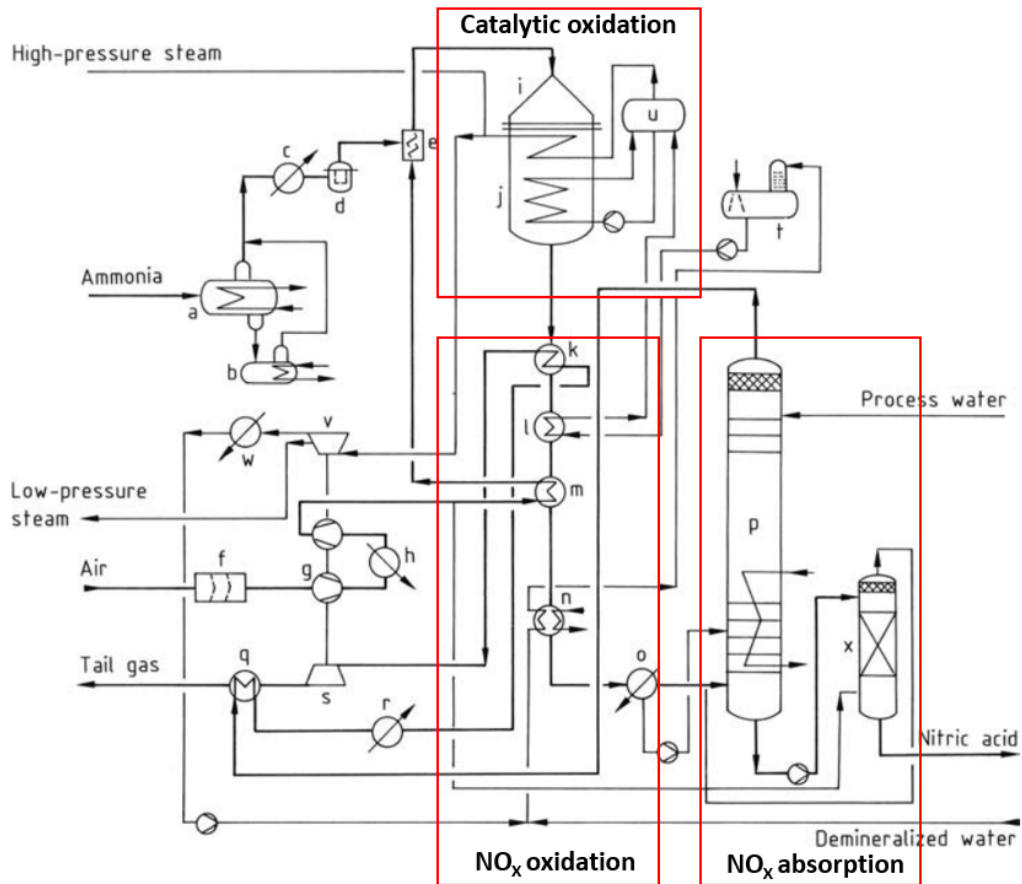 Catalytic oxidation
High-pressure steam
i
u
e
c
d
j
t
Ammonia
a
b
k
l
Process water
v
w
m
Low-pressure
steam
p
f
h
Air
g
n
x
Tail gas
q
s
o
r
Nitric acid
Demineralized water
NOX oxidation
NOX absorption